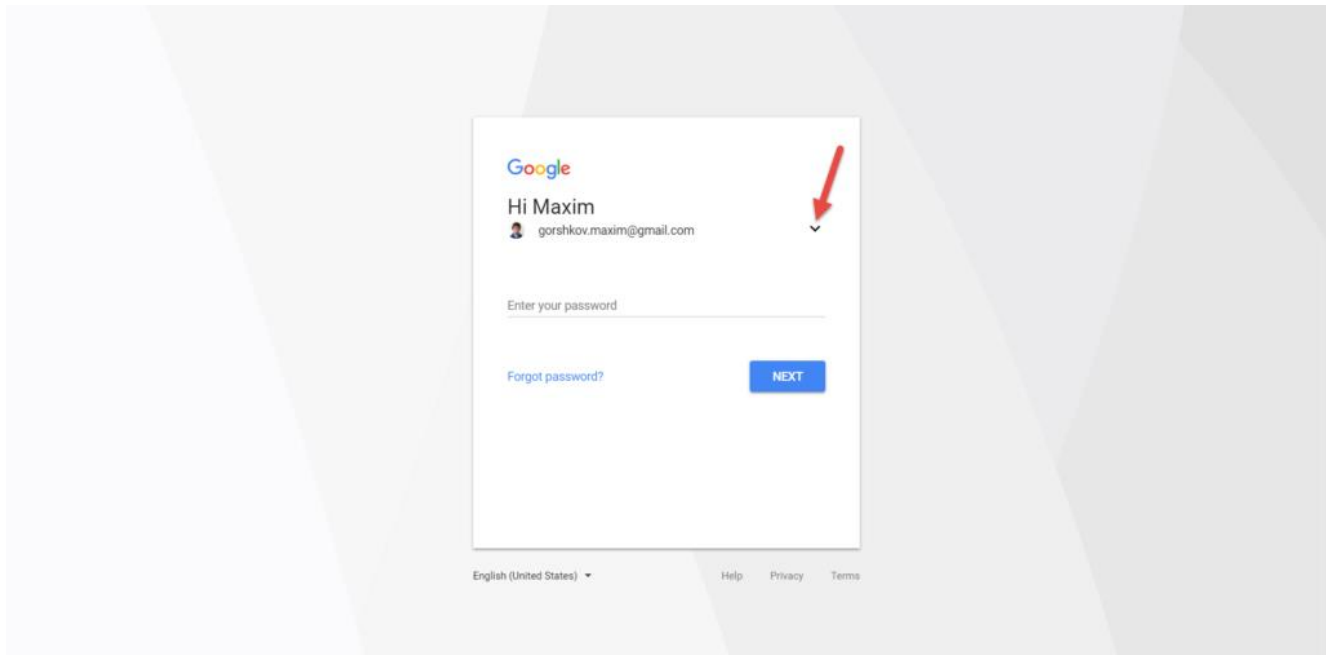 Google
Hi Maxim
gorshkov.maxim@gmail.com
Enter your password
Forgot password?
NEXT
English (United States)
Help
Privacy
Terms